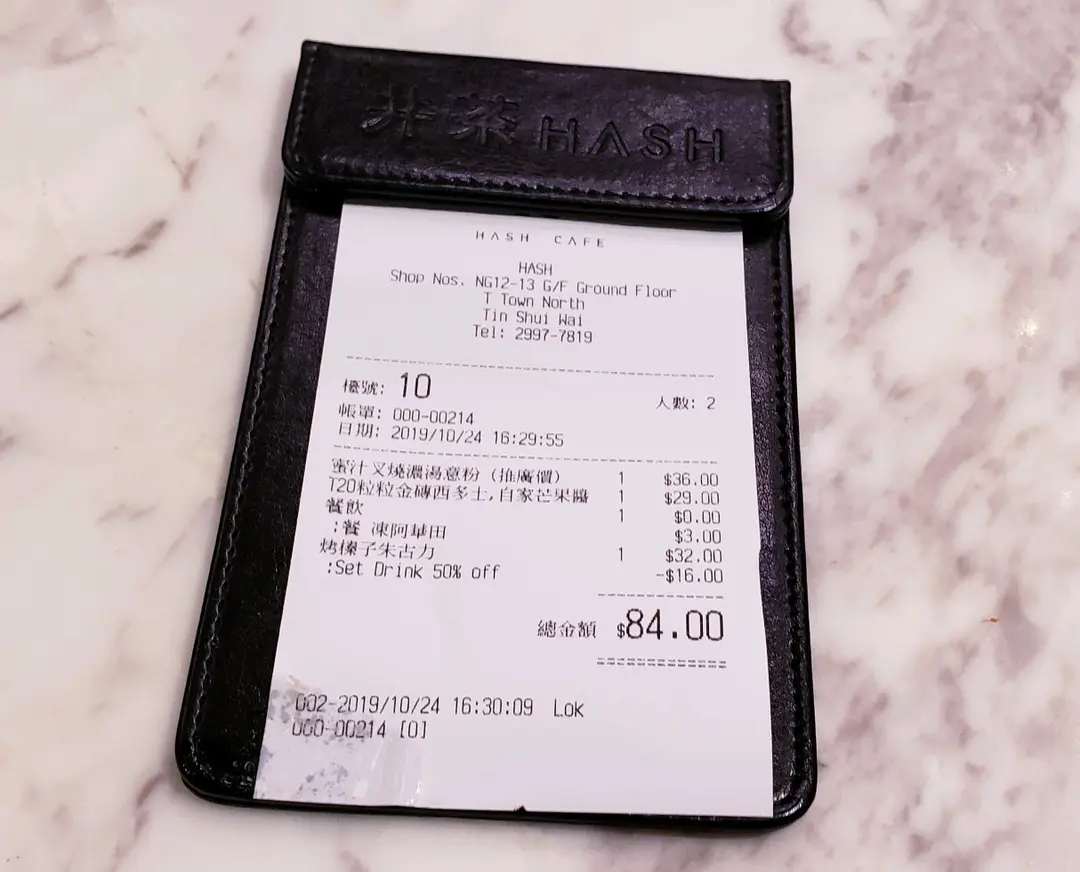 井茶 HASH
HASH CAFE
HASH
Shop Nos. NG12-13 G/F Ground Floor
T Town North
Tin Shui Wai
Tel: 2997-7819
檯號: 10 人數: 2
帳單: 000-00214
日期: 2019/10/24 16:29:55
蜜汁叉燒濃湯意粉 (推廣價) 1 $36.00
T20粒粒金磚西多士,自家芒果醬 1 $29.00
餐飲 1 $0.00
:餐 凍阿華田 $3.00
烤榛子朱古力 1 $32.00
:Set Drink 50% off -$16.00
總金額 $84.00
002-2019/10/24 16:30:09 Lok
000-00214 [0]